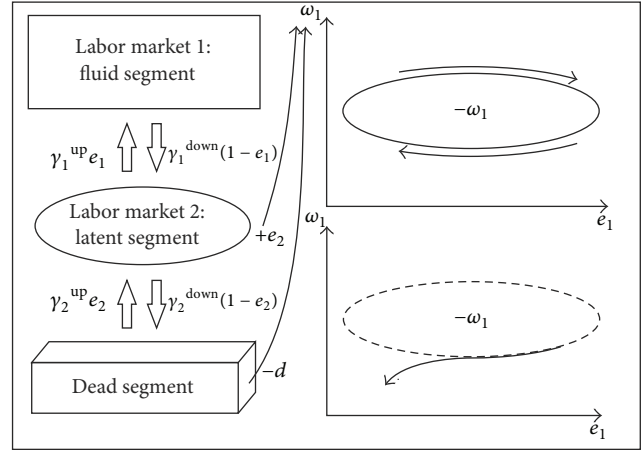 Labor market 1:
fluid segment
γ₁ᵘᵖe₁
γ₁ᵈᵒʷⁿ(1 − e₁)
Labor market 2:
latent segment
+e₂
γ₂ᵘᵖe₂
γ₂ᵈᵒʷⁿ(1 − e₂)
Dead segment
−d
ω₁
−ω₁
e₁
ω₁
−ω₁
e₁